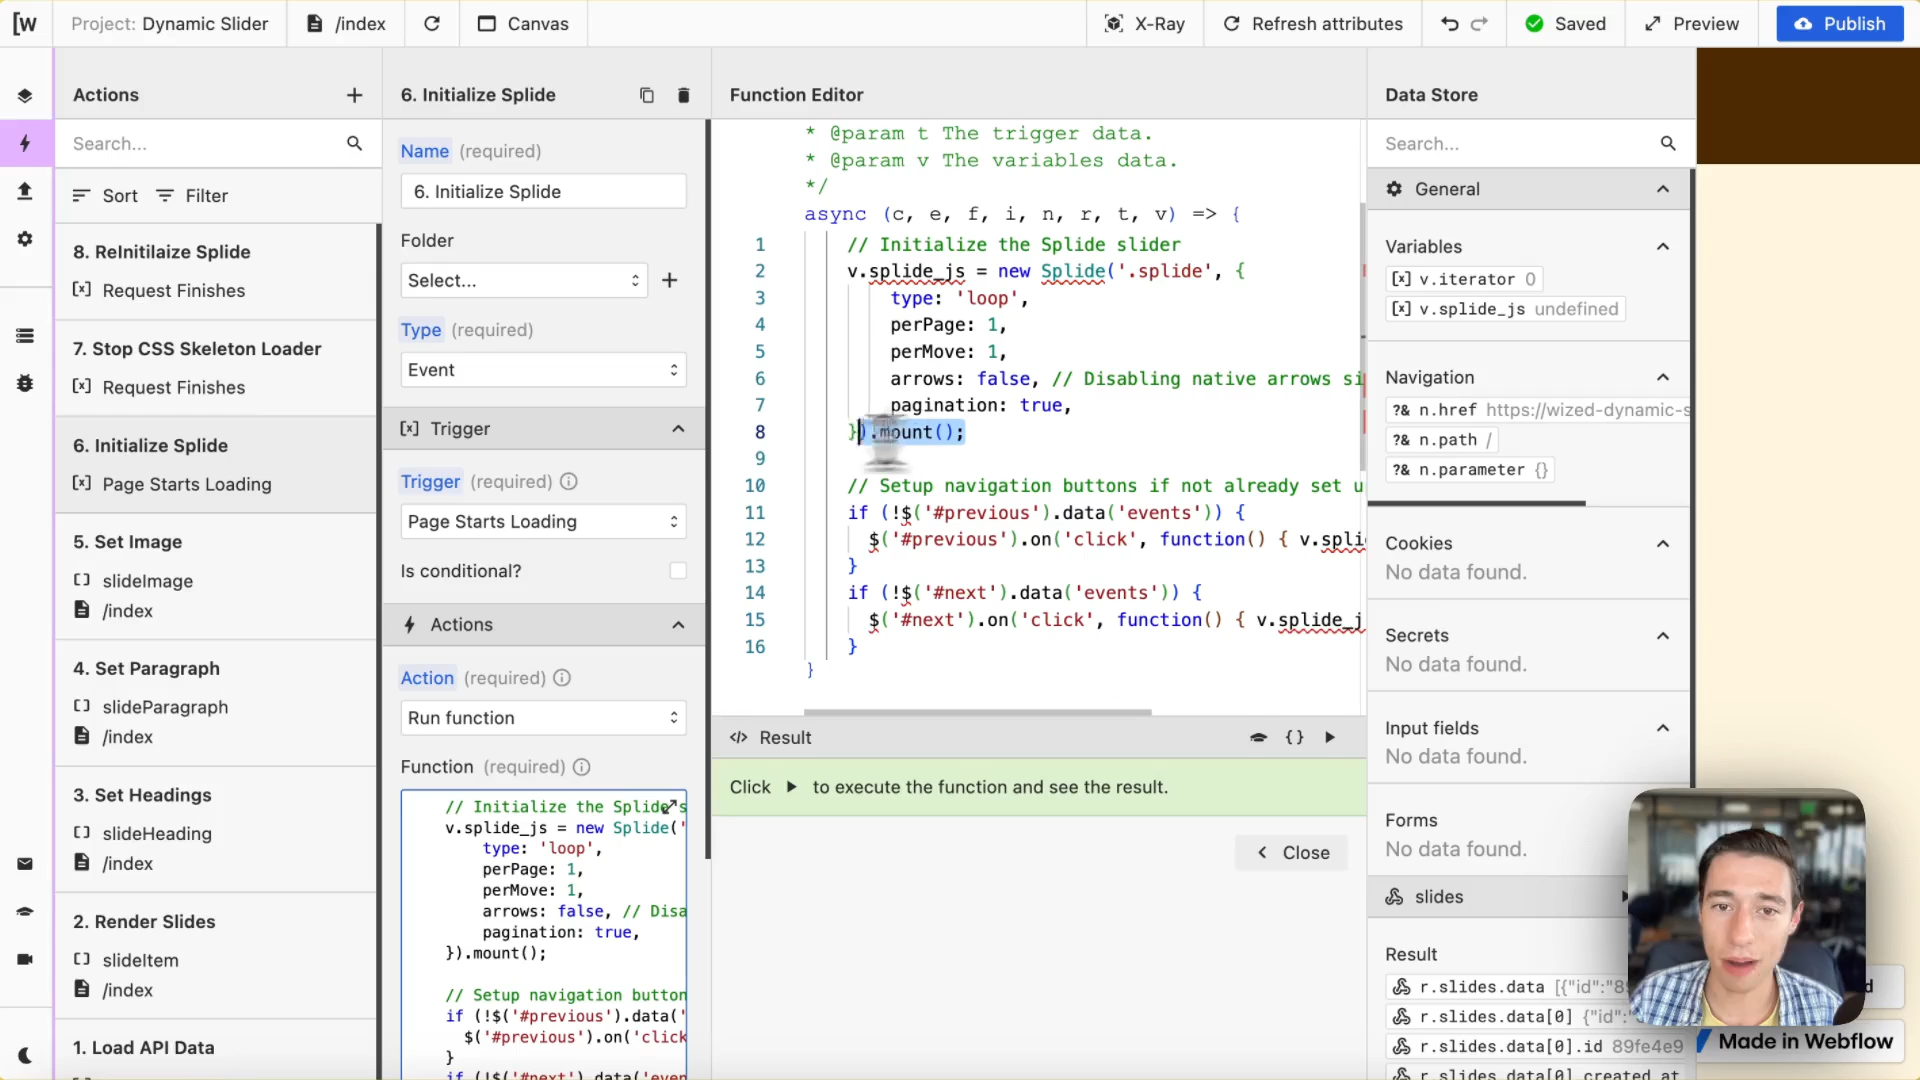 [w
Project: Dynamic Slider
/index
Canvas
X-Ray
Refresh attributes
Saved
Preview
Publish
Actions
Search...
Sort
Filter
8. ReInitilaize Splide
Request Finishes
7. Stop CSS Skeleton Loader
Request Finishes
6. Initialize Splide
Page Starts Loading
5. Set Image
slideImage
/index
4. Set Paragraph
slideParagraph
/index
3. Set Headings
slideHeading
/index
2. Render Slides
slideItem
/index
1. Load API Data
6. Initialize Splide
Name (required)
6. Initialize Splide
Folder
Select...
Type (required)
Event
[x] Trigger
Trigger (required)
Page Starts Loading
Is conditional?
Actions
Action (required)
Run function
Function (required)
// Initialize the Splide s
v.splide_js = new Splide('
type: 'loop',
perPage: 1,
perMove: 1,
arrows: false, // Disa
pagination: true,
}).mount();
// Setup navigation button
if (!$('#previous').data('
$('#previous').on('click
}
if (!$('#next').data('even
Function Editor
* @param t The trigger data.
* @param v The variables data.
*/
async (c, e, f, i, n, r, t, v) => {
1 // Initialize the Splide slider
2 v.splide_js = new Splide('.splide', {
3 type: 'loop',
4 perPage: 1,
5 perMove: 1,
6 arrows: false, // Disabling native arrows si
7 pagination: true,
8 }).mount();
9
10 // Setup navigation buttons if not already set u
11 if (!$('#previous').data('events')) {
12 $('#previous').on('click', function() { v.spli
13 }
14 if (!$('#next').data('events')) {
15 $('#next').on('click', function() { v.splide_j
16 }
}
</> Result
Click ▶ to execute the function and see the result.
Close
Data Store
Search...
General
Variables
[x] v.iterator 0
[x] v.splide_js undefined
Navigation
?& n.href https://wized-dynamic-s
?& n.path /
?& n.parameter {}
Cookies
No data found.
Secrets
No data found.
Input fields
No data found.
Forms
No data found.
slides
Result
r.slides.data [{"id":"89
r.slides.data[0] {"id":"
r.slides.data[0].id 89fe4e9
r.slides.data[0].created_at
Made in Webflow